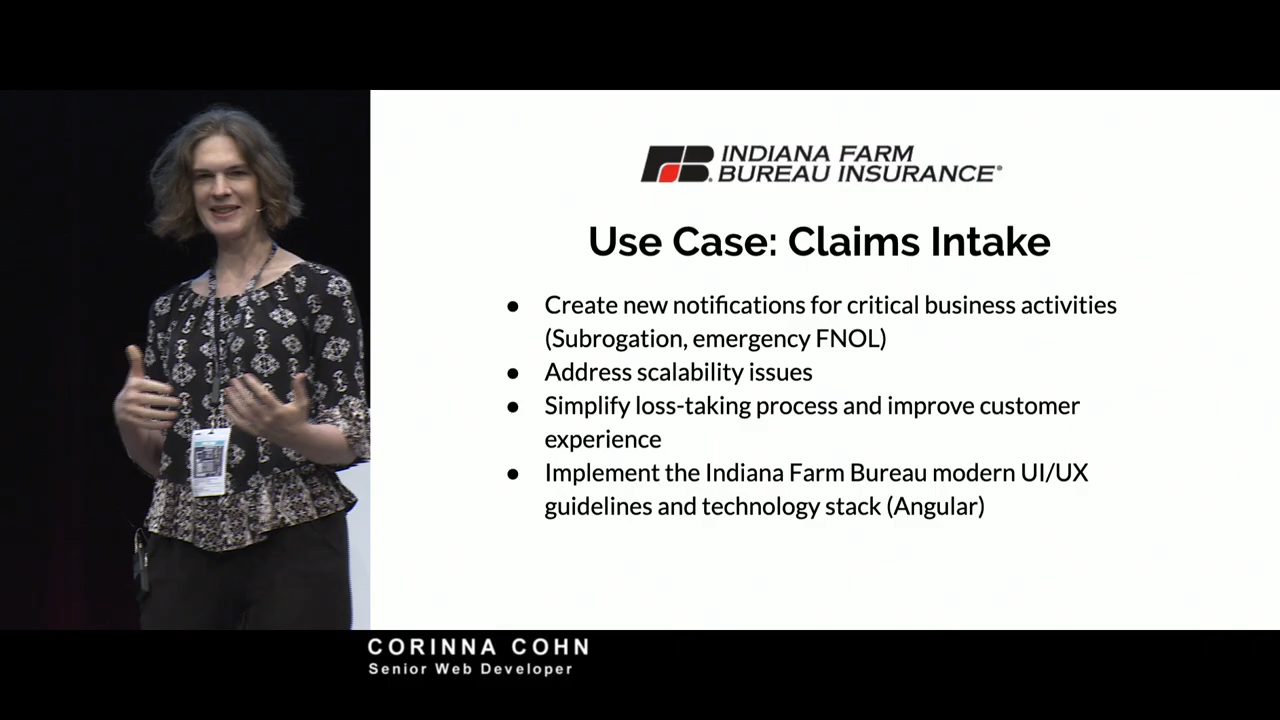 INDIANA FARM
BUREAU INSURANCE®
Use Case: Claims Intake
● Create new notifications for critical business activities
(Subrogation, emergency FNOL)
● Address scalability issues
● Simplify loss-taking process and improve customer
experience
● Implement the Indiana Farm Bureau modern UI/UX
guidelines and technology stack (Angular)
CORINNA COHN
Senior Web Developer